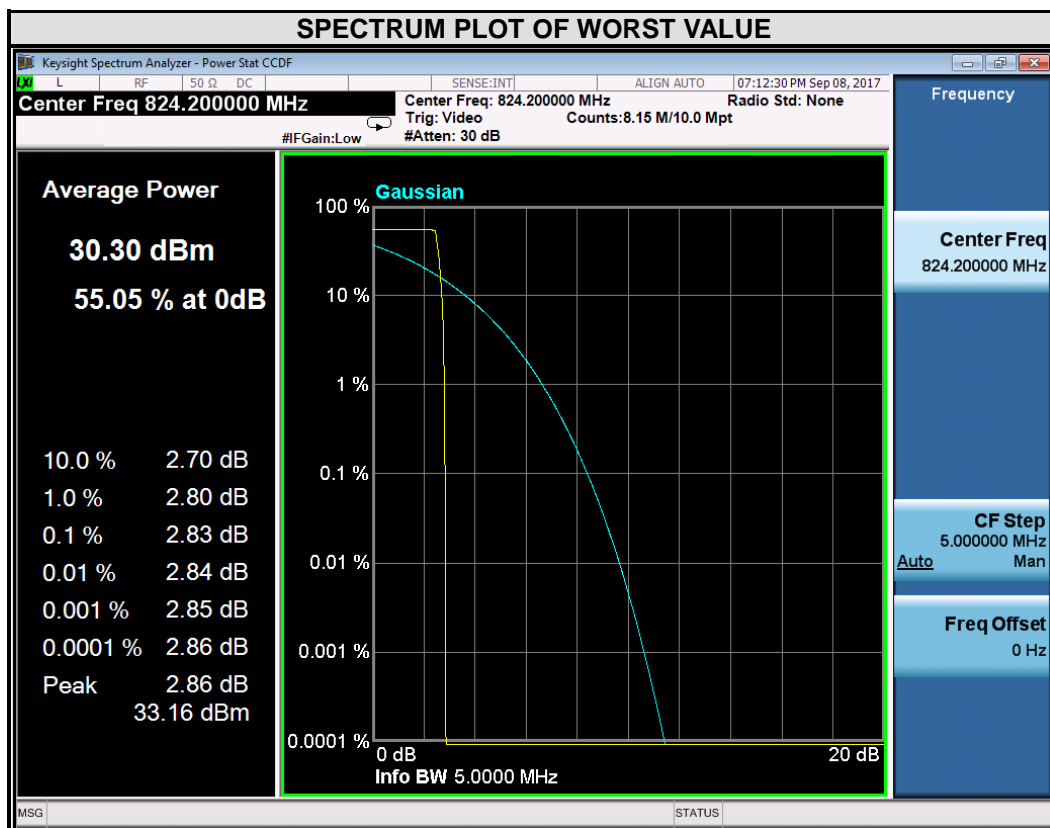 SPECTRUM PLOT OF WORST VALUE
Keysight Spectrum Analyzer - Power Stat CCDF
LXI L RF 50 Ω DC SENSE:INT ALIGN AUTO 07:12:30 PM Sep 08, 2017
Center Freq 824.200000 MHz
Center Freq: 824.200000 MHz Radio Std: None
Trig: Video Counts:8.15 M/10.0 Mpt
#IFGain:Low #Atten: 30 dB
Frequency
Average Power
30.30 dBm
55.05 % at 0dB
10.0 % 2.70 dB
1.0 % 2.80 dB
0.1 % 2.83 dB
0.01 % 2.84 dB
0.001 % 2.85 dB
0.0001 % 2.86 dB
Peak 2.86 dB
33.16 dBm
Gaussian
100 %
10 %
1 %
0.1 %
0.01 %
0.001 %
0.0001 %
0 dB 20 dB
Info BW 5.0000 MHz
Center Freq
824.200000 MHz
CF Step
5.000000 MHz
Auto Man
Freq Offset
0 Hz
MSG STATUS